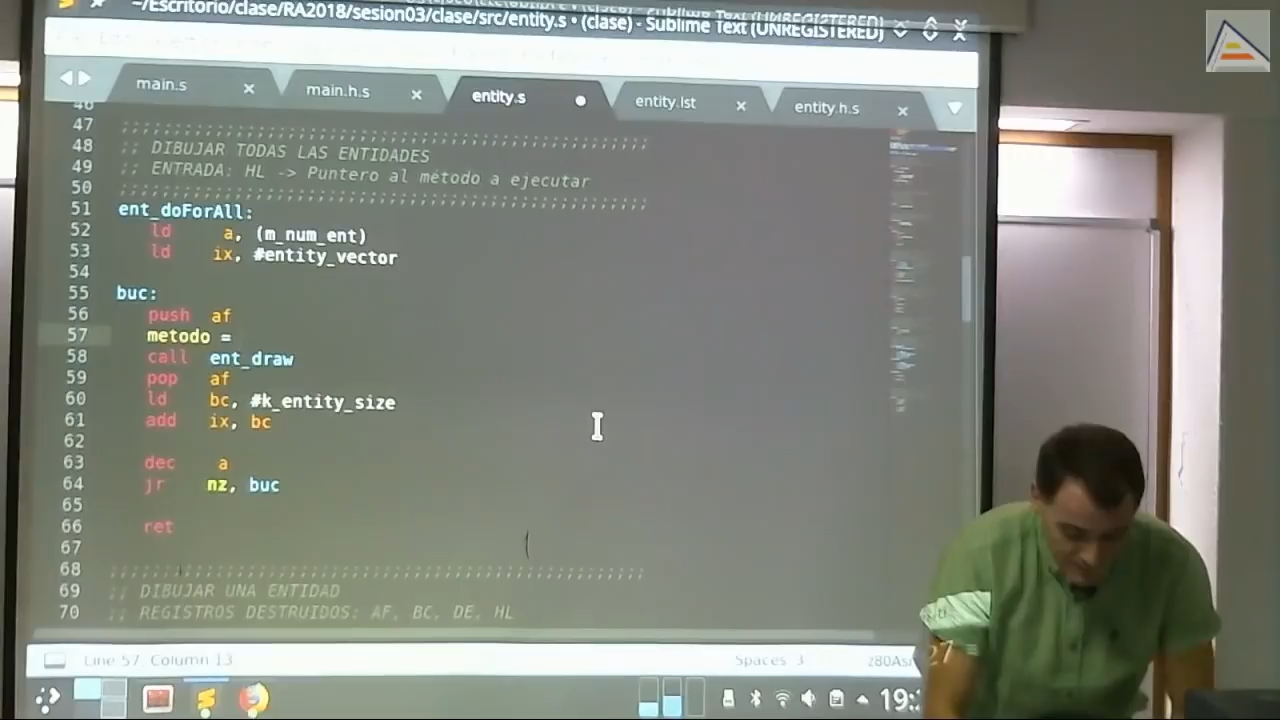 ~/Escritorio/clase/RA2018/sesion03/clase/src/entity.s • (clase) - Sublime Text (UNREGISTERED)
main.s
main.h.s
entity.s
entity.lst
entity.h.s
46
47
48 ;; DIBUJAR TODAS LAS ENTIDADES
49 ;; ENTRADA: HL -> Puntero al método a ejecutar
50
51 ent_doForAll:
52 ld a, (m_num_ent)
53 ld ix, #entity_vector
54
55 buc:
56 push af
57 metodo =
58 call ent_draw
59 pop af
60 ld bc, #k_entity_size
61 add ix, bc
62
63 dec a
64 jr nz, buc
65
66 ret
67
68
69 ;; DIBUJAR UNA ENTIDAD
70 ;; REGISTROS DESTRUIDOS: AF, BC, DE, HL
Line 57 Column 13
Spaces 3
19: